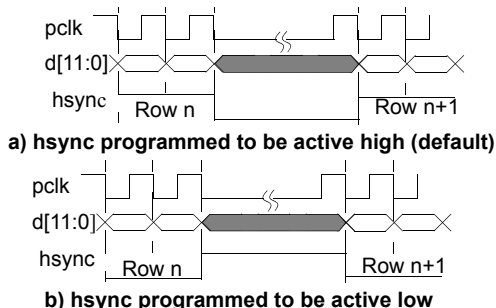 pclk
d[11:0]
hsync
Row n
Row n+1
a) hsync programmed to be active high (default)
pclk
d[11:0]
hsync
Row n
Row n+1
b) hsync programmed to be active low